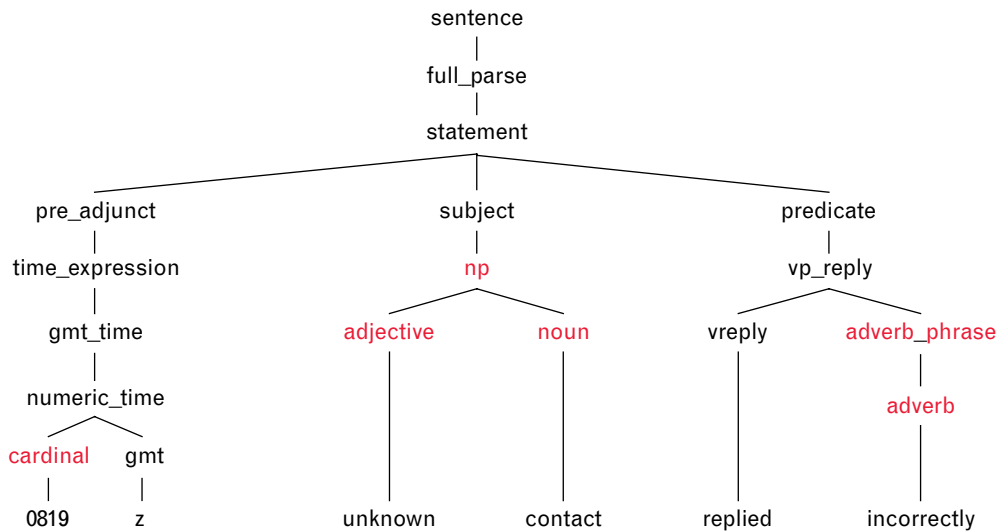 sentence
full_parse
statement
pre_adjunct subject predicate
time_expression np vp_reply
gmt_time adjective noun vreply adverb_phrase
numeric_time adverb
cardinal gmt
0819 z unknown contact replied incorrectly